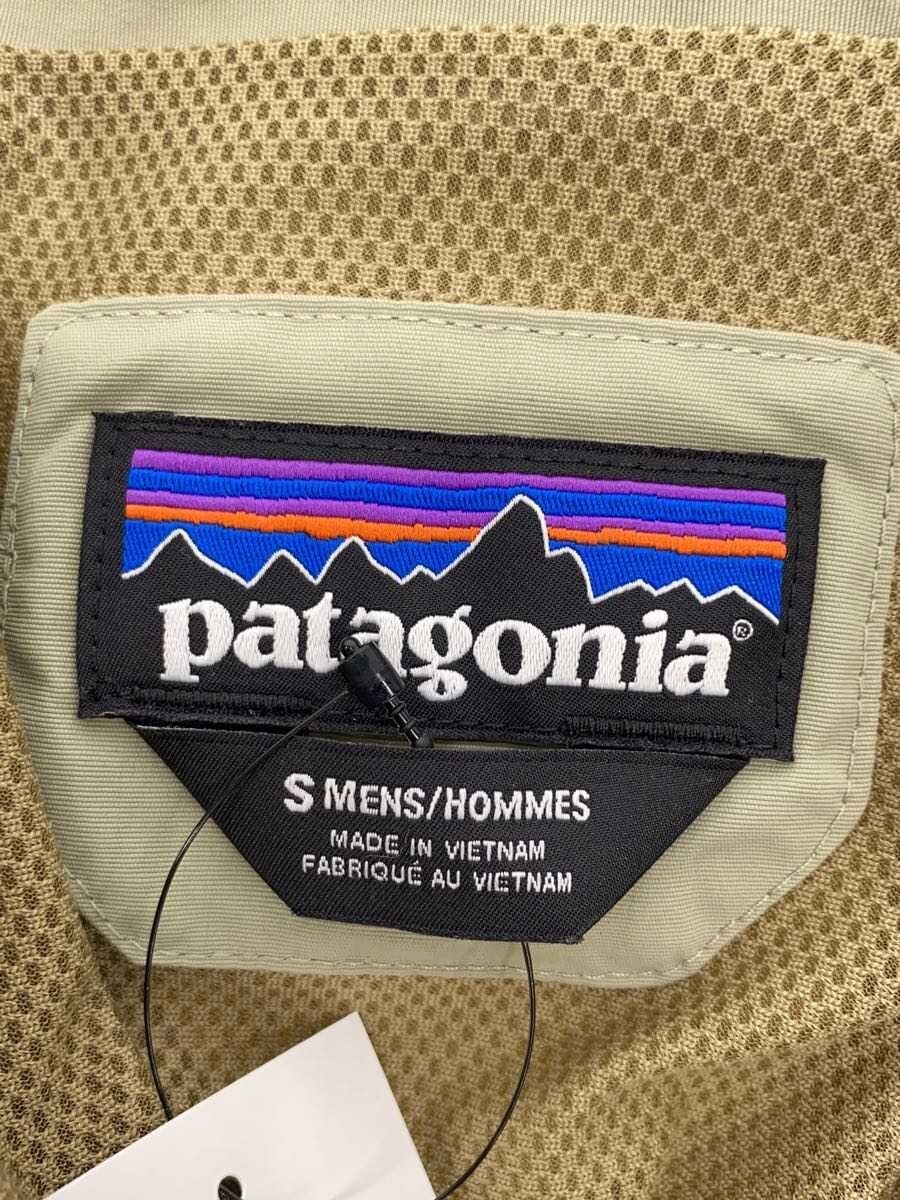 patagonia®
S MENS/HOMMES
MADE IN VIETNAM
FABRIQUÉ AU VIETNAM